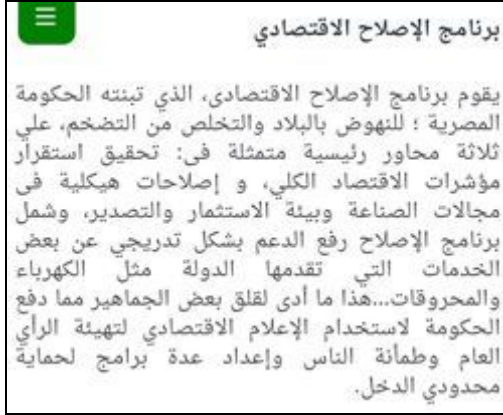 برنامج الإصلاح الاقتصادي
يقوم برنامج الإصلاح الاقتصادى، الذي تبنته الحكومة
المصرية ؛ للنهوض بالبلاد والتخلص من التضخم، علي
ثلاثة محاور رئيسية متمثلة فى: تحقيق استقرار
مؤشرات الاقتصاد الكلي، و إصلاحات هيكلية فى
مجالات الصناعة وبيئة الاستثمار والتصدير، وشمل
برنامج الإصلاح رفع الدعم بشكل تدريجي عن بعض
الخدمات التي تقدمها الدولة مثل الكهرباء
والمحروقات...هذا ما أدى لقلق بعض الجماهير مما دفع
الحكومة لاستخدام الإعلام الاقتصادي لتهيئة الرأي
العام وطمأنة الناس وإعداد عدة برامج لحماية
محدودي الدخل.